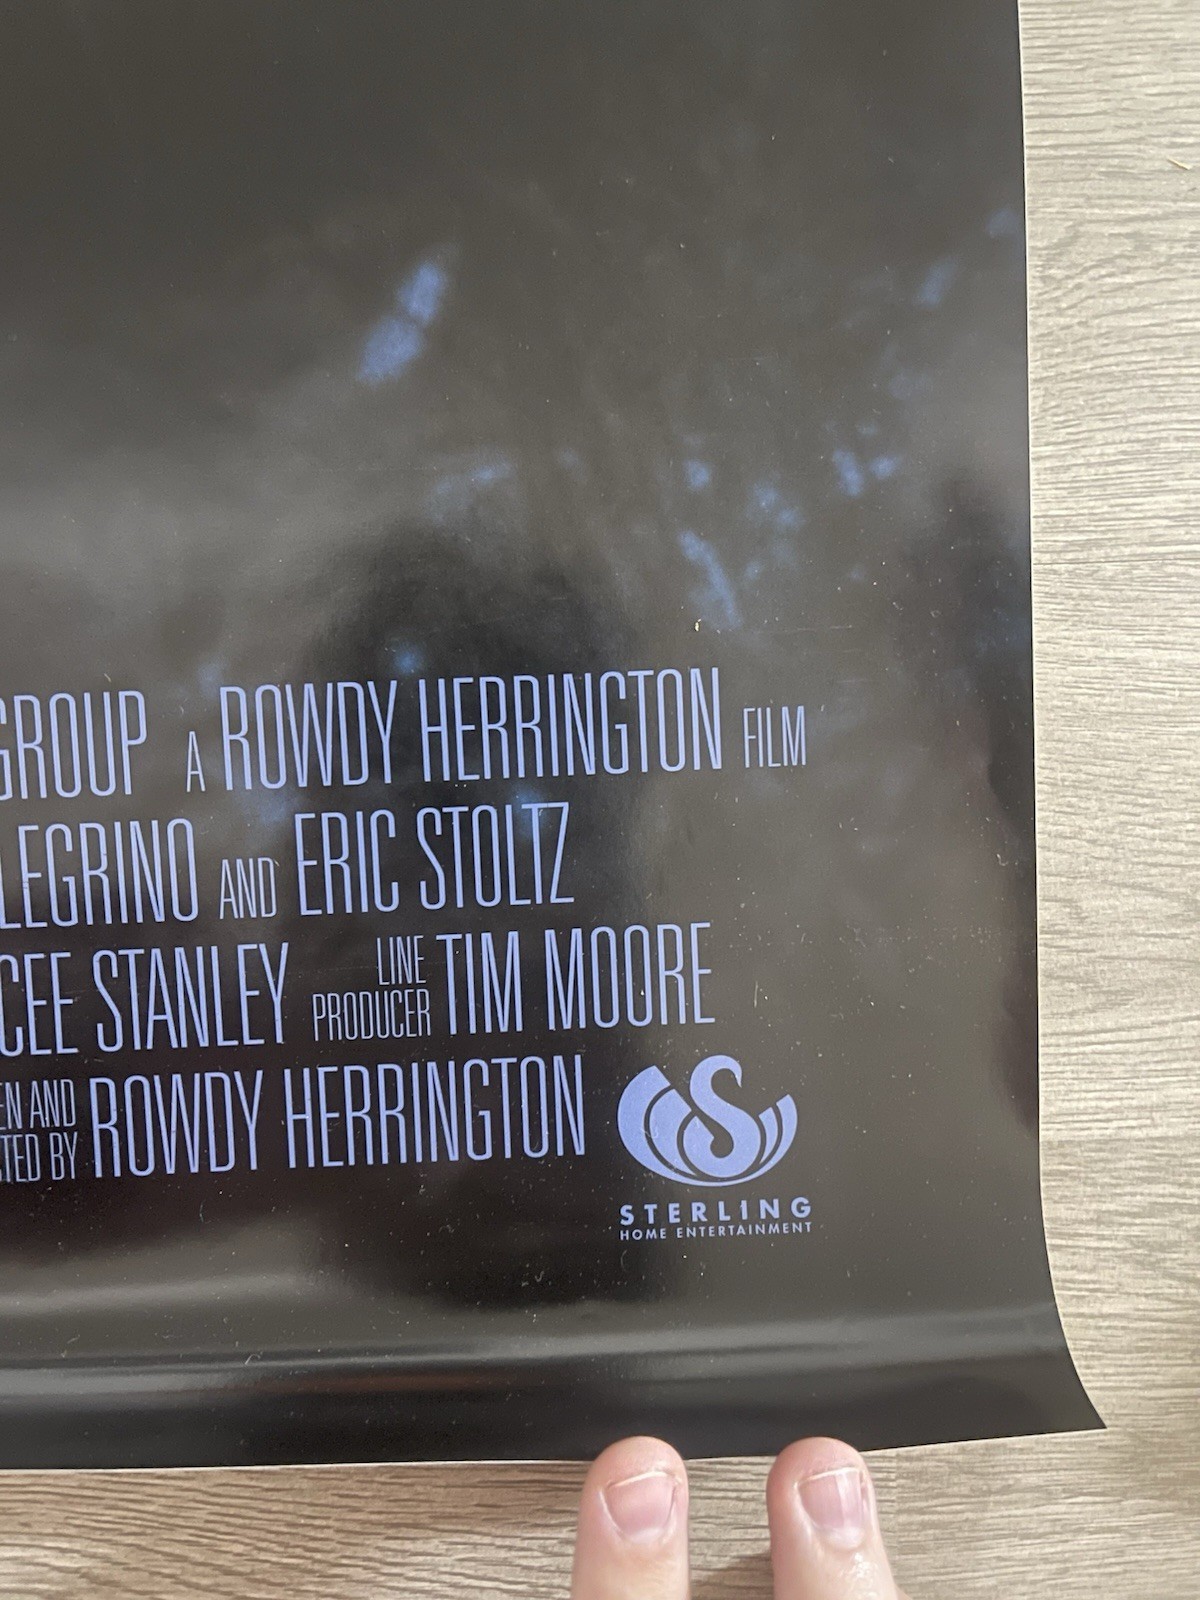 GROUP A ROWDY HERRINGTON FILM
LEGRINO AND ERIC STOLTZ
CEE STANLEY LINE PRODUCER TIM MOORE
EN AND TED BY ROWDY HERRINGTON
S
STERLING
HOME ENTERTAINMENT